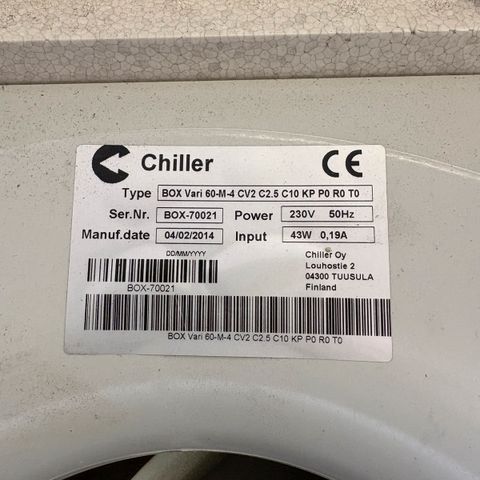 Chiller CE
Type BOX Vari 60-M-4 CV2 C2.5 C10 KP P0 R0 T0
Ser.Nr. BOX-70021 Power 230V 50Hz
Manuf.date 04/02/2014 Input 43W 0,19A
DD/MM/YYYY
Chiller Oy
Louhostie 2
04300 TUUSULA
Finland
BOX-70021
BOX Vari 60-M-4 CV2 C2.5 C10 KP P0 R0 T0